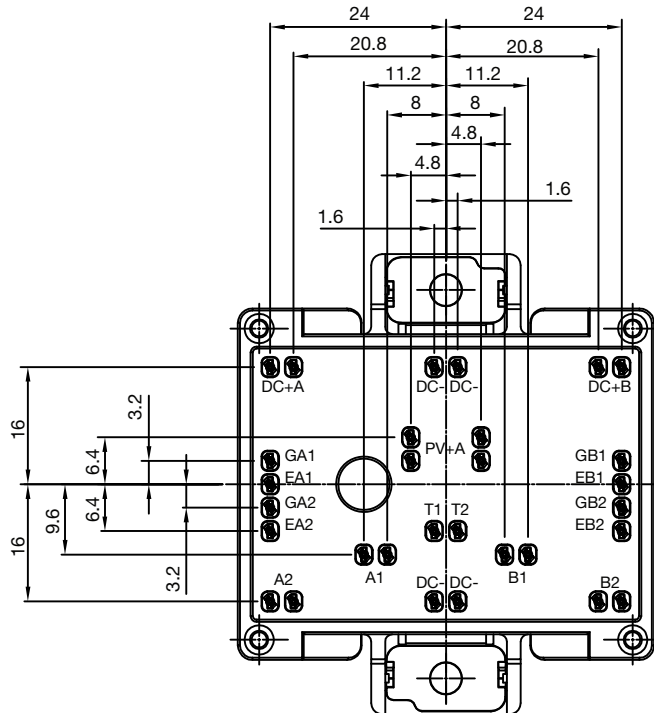 24 24
20.8 20.8
11.2 11.2
8 8
4.8
4.8
1.6
1.6
DC+A DC- DC- DC+B
16
3.2
6.4
PV+A
GA1 GB1
EA1 EB1
GA2 GB2
EA2 T1 T2 EB2
6.4
9.6
16
3.2
A1 B1
A2 DC- DC- B2